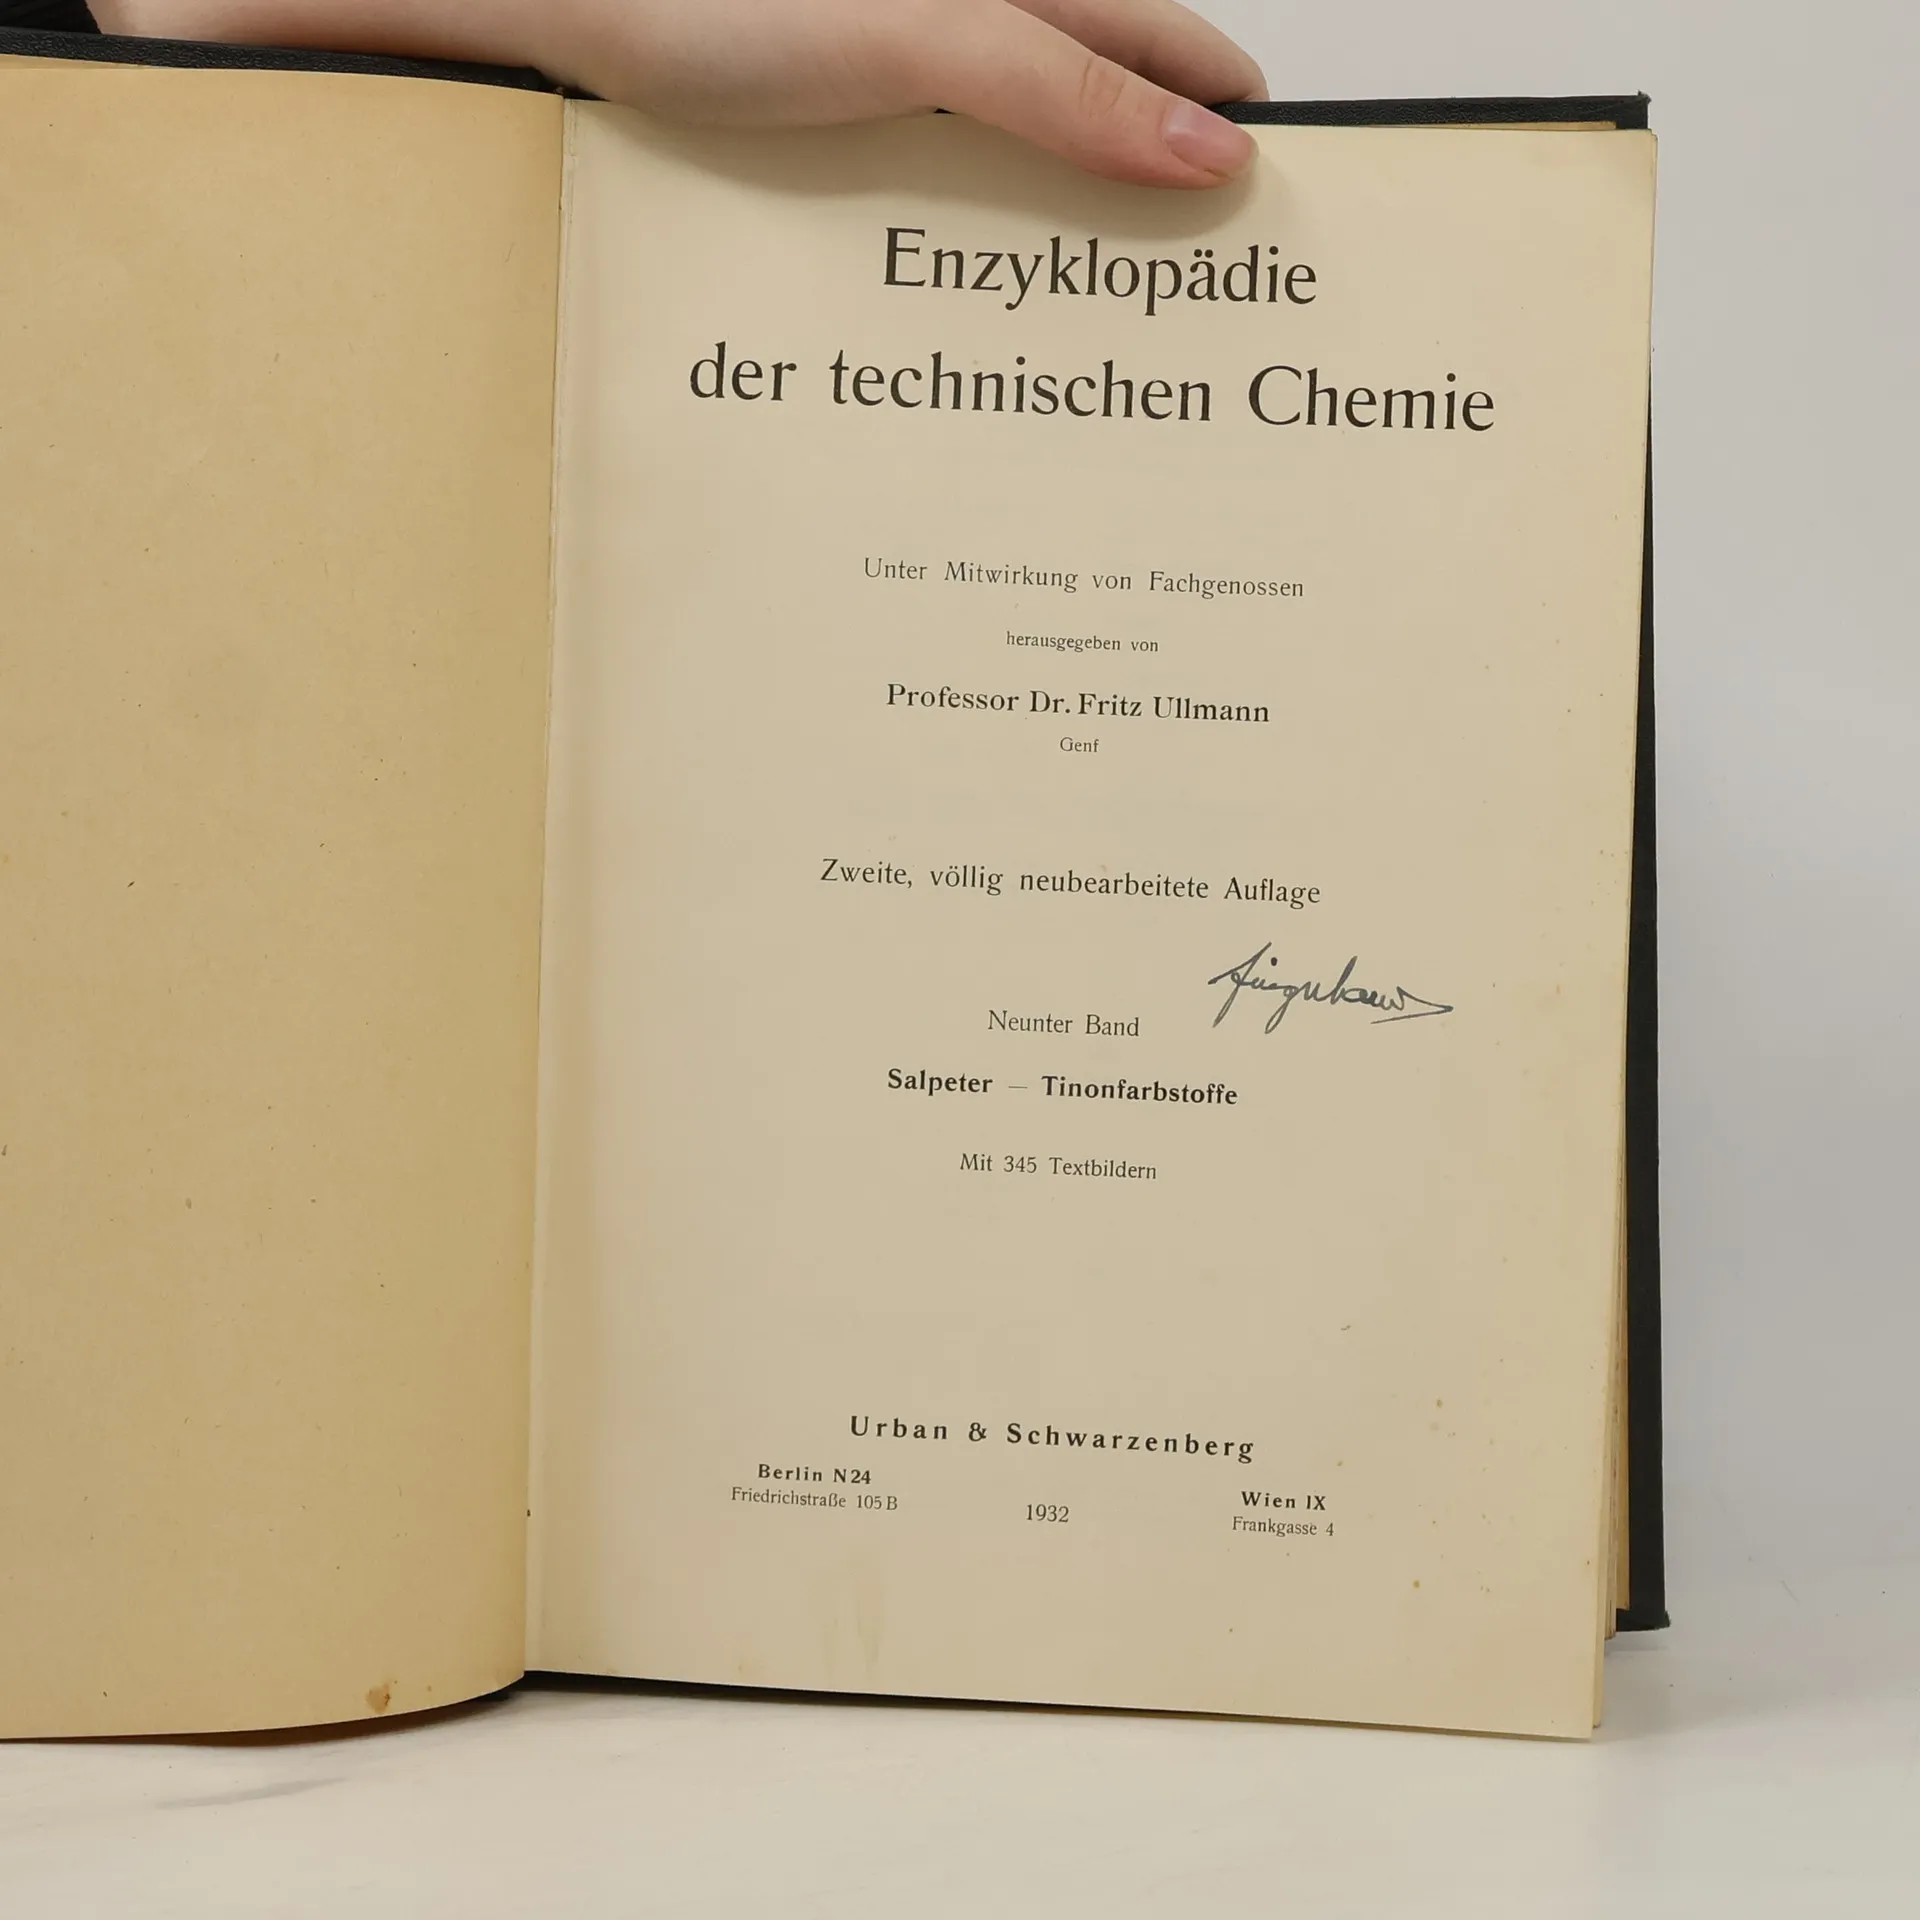 Enzyklopädie
der technischen Chemie
Unter Mitwirkung von Fachgenossen
herausgegeben von
Professor Dr. Fritz Ullmann
Genf
Zweite, völlig neubearbeitete Auflage
Neunter Band
Salpeter – Tinonfarbstoffe
Mit 345 Textbildern
Urban & Schwarzenberg
Berlin N 24
Friedrichstraße 105 B
1932
Wien IX
Frankgasse 4